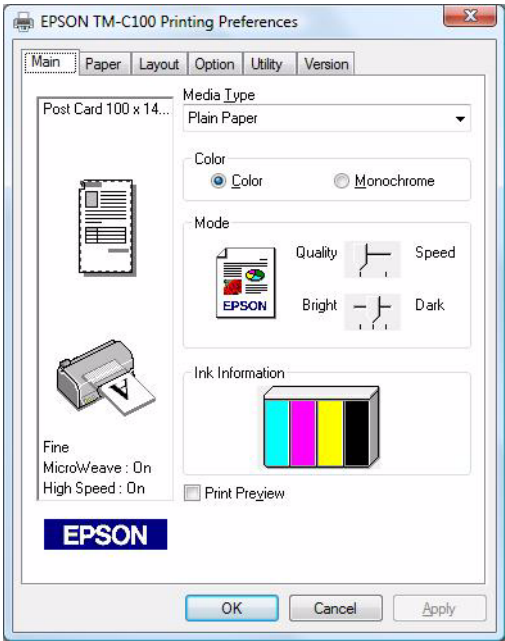 EPSON TM-C100 Printing Preferences
Main Paper Layout Option Utility Version
Post Card 100 x 14...
Media Type
Plain Paper
Color
Color Monochrome
Mode
EPSON
Quality Speed
Bright Dark
A
Ink Information
Fine
MicroWeave : On
High Speed : On
Print Preview
EPSON
OK Cancel Apply